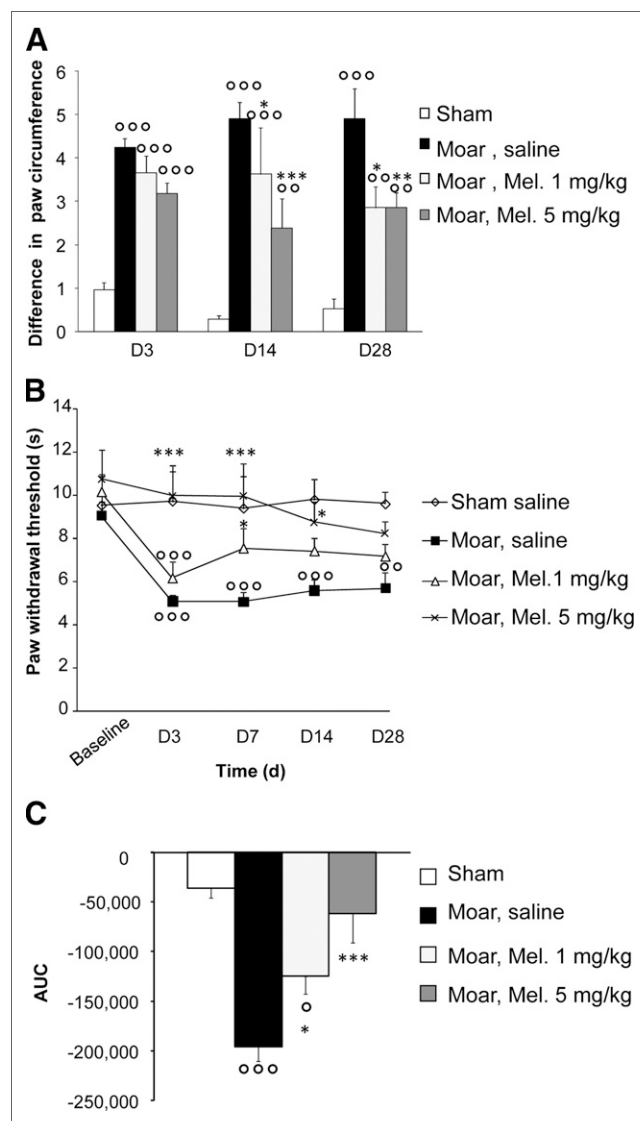 A
Difference in paw circumference
6
5
4
3
2
1
0
°°°
°°°
°°°
°°°
*
°°°
***
°°
°°°
*
°°
**
°°
D3
D14
D28
Sham
Moar , saline
Moar , Mel. 1 mg/kg
Moar, Mel. 5 mg/kg
B
Paw withdrawal threshold (s)
14
12
10
8
6
4
2
0
***
***
*
*
°°°
°°°
°°°
°°°
°°
Baseline
D3
D7
D14
D28
Time (d)
Sham saline
Moar, saline
Moar, Mel.1 mg/kg
Moar, Mel. 5 mg/kg
C
AUC
0
-50,000
-100,000
-150,000
-200,000
-250,000
°°°
°
*
***
Sham
Moar, saline
Moar, Mel. 1 mg/kg
Moar, Mel. 5 mg/kg